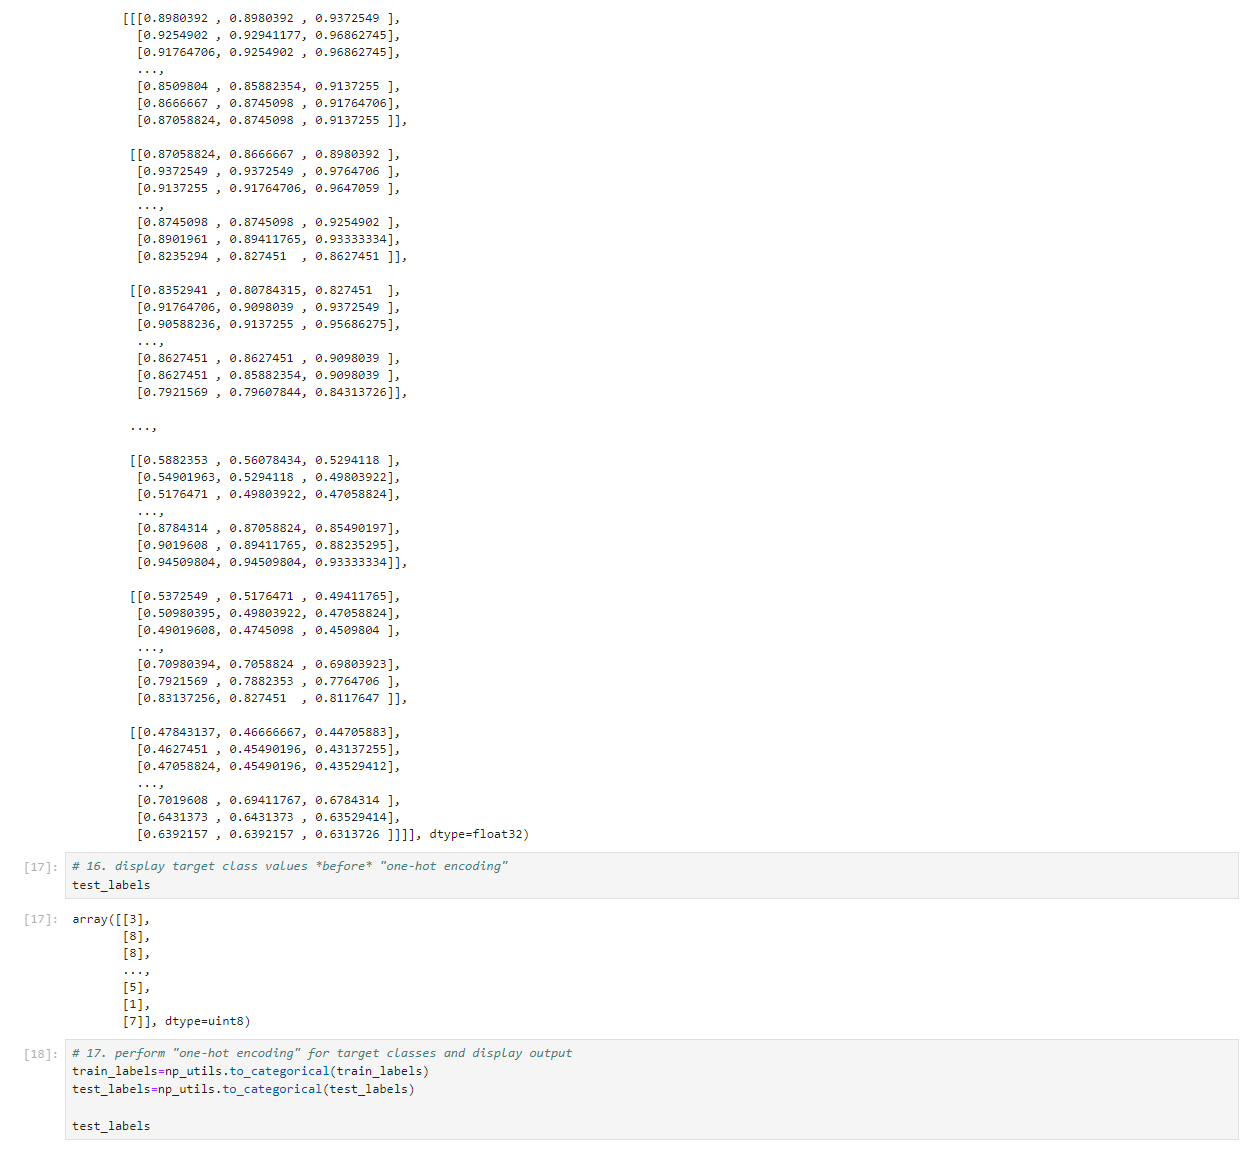 [[[0.8980392 , 0.8980392 , 0.9372549 ],
[0.9254902 , 0.92941177, 0.96862745],
[0.91764706, 0.9254902 , 0.96862745],
...,
[0.8509804 , 0.85882354, 0.9137255 ],
[0.8666667 , 0.8745098 , 0.91764706],
[0.87058824, 0.8745098 , 0.9137255 ]],
[[0.87058824, 0.8666667 , 0.8980392 ],
[0.9372549 , 0.9372549 , 0.9764706 ],
[0.9137255 , 0.91764706, 0.9647059 ],
...,
[0.8745098 , 0.8745098 , 0.9254902 ],
[0.8901961 , 0.89411765, 0.93333334],
[0.8235294 , 0.827451  , 0.8627451 ]],
[[0.8352941 , 0.80784315, 0.827451  ],
[0.91764706, 0.9098039 , 0.9372549 ],
[0.90588236, 0.9137255 , 0.95686275],
...,
[0.8627451 , 0.8627451 , 0.9098039 ],
[0.8627451 , 0.85882354, 0.9098039 ],
[0.7921569 , 0.79607844, 0.84313726]],
...,
[[0.5882353 , 0.56078434, 0.5294118 ],
[0.54901963, 0.5294118 , 0.49803922],
[0.5176471 , 0.49803922, 0.47058824],
...,
[0.8784314 , 0.87058824, 0.85490197],
[0.9019608 , 0.89411765, 0.88235295],
[0.94509804, 0.94509804, 0.93333334]],
[[0.5372549 , 0.5176471 , 0.49411765],
[0.50980395, 0.49803922, 0.47058824],
[0.49019608, 0.4745098 , 0.4509804 ],
...,
[0.70980394, 0.7058824 , 0.69803923],
[0.7921569 , 0.7882353 , 0.7764706 ],
[0.83137256, 0.827451  , 0.8117647 ]],
[[0.47843137, 0.46666667, 0.44705883],
[0.4627451 , 0.45490196, 0.43137255],
[0.47058824, 0.45490196, 0.43529412],
...,
[0.7019608 , 0.69411767, 0.6784314 ],
[0.6431373 , 0.6431373 , 0.63529414],
[0.6392157 , 0.6392157 , 0.6313726 ]]]], dtype=float32)
[17]: # 16. display target class values *before* "one-hot encoding"
test_labels
[17]: array([[3],
[8],
[8],
...,
[5],
[1],
[7]], dtype=uint8)
[18]: # 17. perform "one-hot encoding" for target classes and display output
train_labels=np_utils.to_categorical(train_labels)
test_labels=np_utils.to_categorical(test_labels)
test_labels